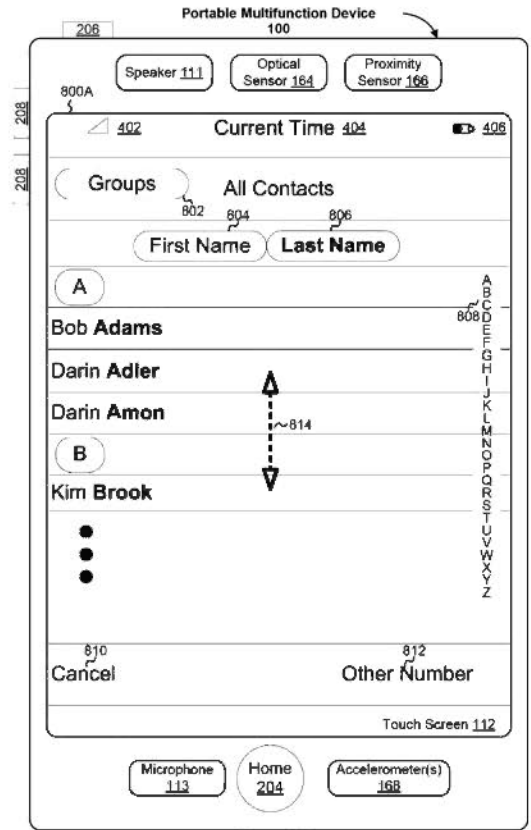 Portable Multifunction Device
100
206
Speaker 111
Optical Sensor 164
Proximity Sensor 166
208
208
800A
402
Current Time 404
406
Groups
All Contacts
802
804
806
First Name
Last Name
A
Bob Adams
Darin Adler
Darin Amon
B
Kim Brook
814
808
A
B
C
D
E
F
G
H
I
J
K
L
M
N
O
P
Q
R
S
T
U
V
W
X
Y
Z
810
812
Cancel
Other Number
Touch Screen 112
Microphone 113
Home 204
Accelerometer(s) 168